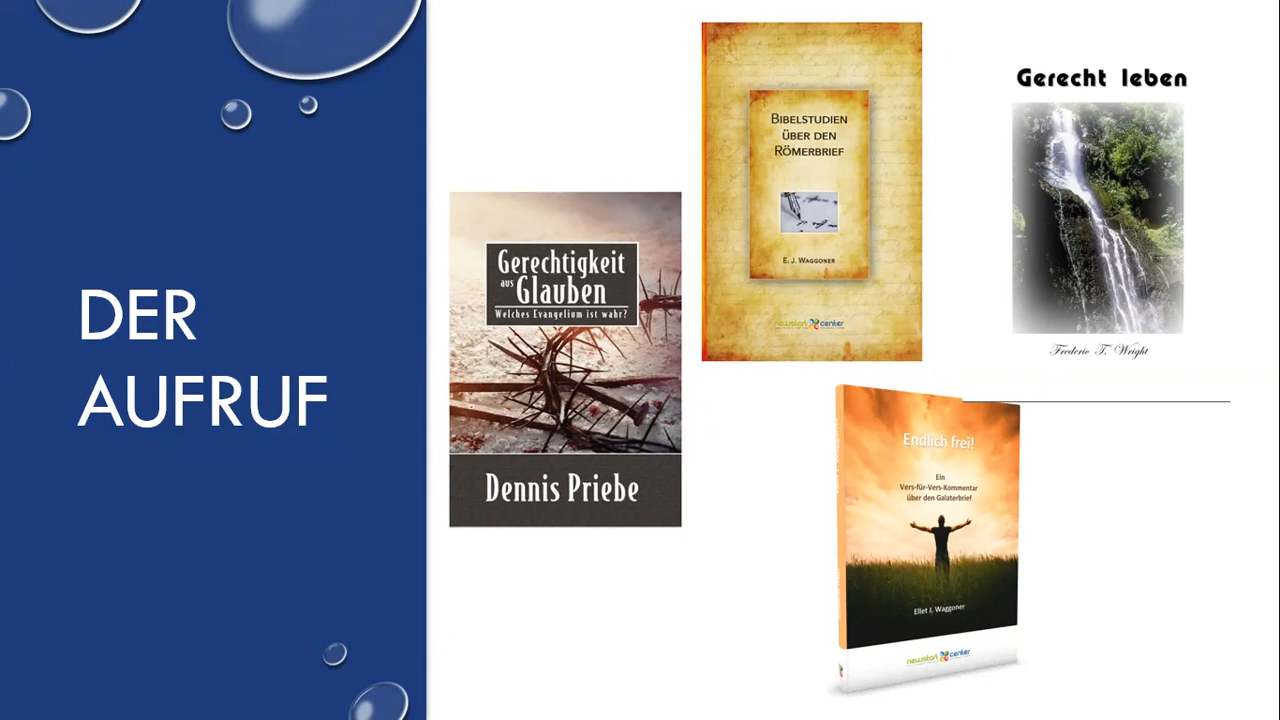 DER
AUFRUF
Gerechtigkeit
aus Glauben
Welches Evangelium ist wahr?
Dennis Priebe
BIBELSTUDIEN
ÜBER DEN
RÖMERBRIEF
E. J. WAGGONER
newstart center
Gerecht leben
Frederic T. Wright
Endlich frei!
Ein
Vers-für-Vers-Kommentar
über den Galaterbrief
Ellet J. Waggoner
newstart center